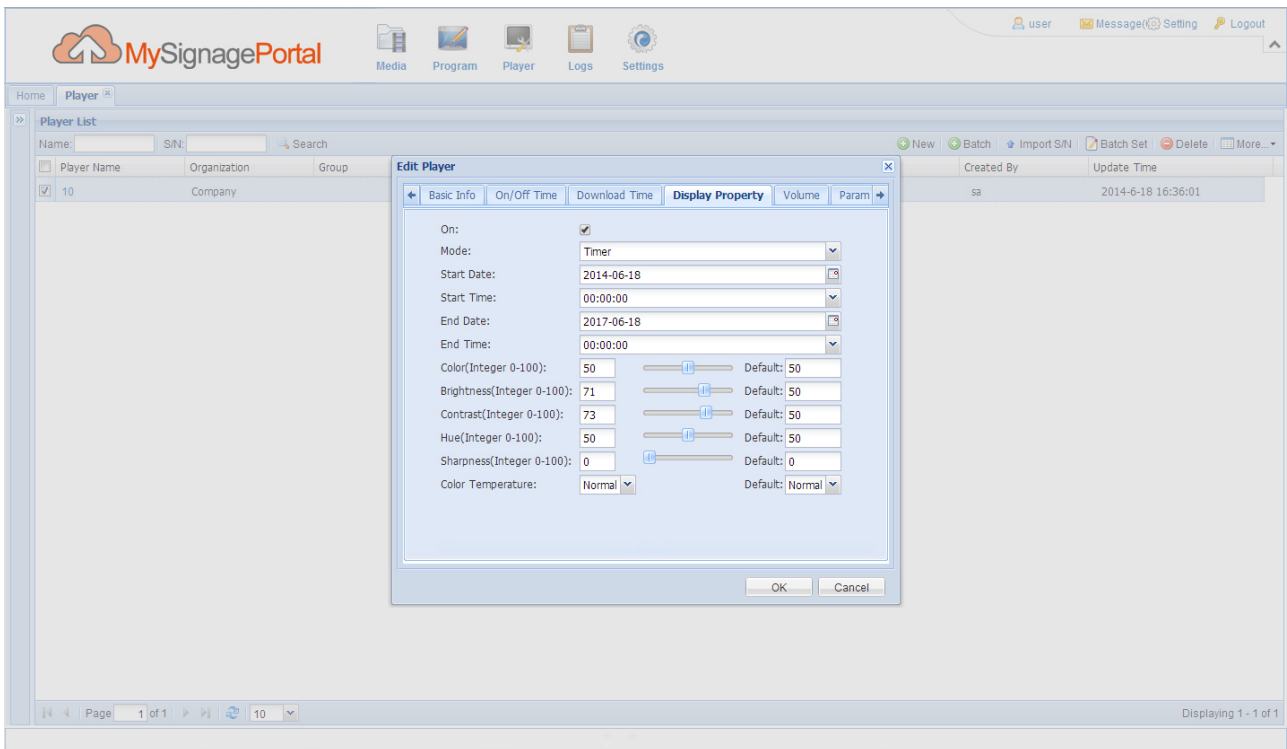 user Message( Setting Logout
MySignagePortal
Media Program Player Logs Settings
Home Player
Player List
Name: S/N: Search New Batch Import S/N Batch Set Delete More...
Player Name Organization Group Created By Update Time
10 Company sa 2014-6-18 16:36:01
Edit Player
Basic Info On/Off Time Download Time Display Property Volume Param
On:
Mode: Timer
Start Date: 2014-06-18
Start Time: 00:00:00
End Date: 2017-06-18
End Time: 00:00:00
Color(Integer 0-100): 50 Default: 50
Brightness(Integer 0-100): 71 Default: 50
Contrast(Integer 0-100): 73 Default: 50
Hue(Integer 0-100): 50 Default: 50
Sharpness(Integer 0-100): 0 Default: 0
Color Temperature: Normal Default: Normal
OK Cancel
Page 1 of 1 10 Displaying 1 - 1 of 1